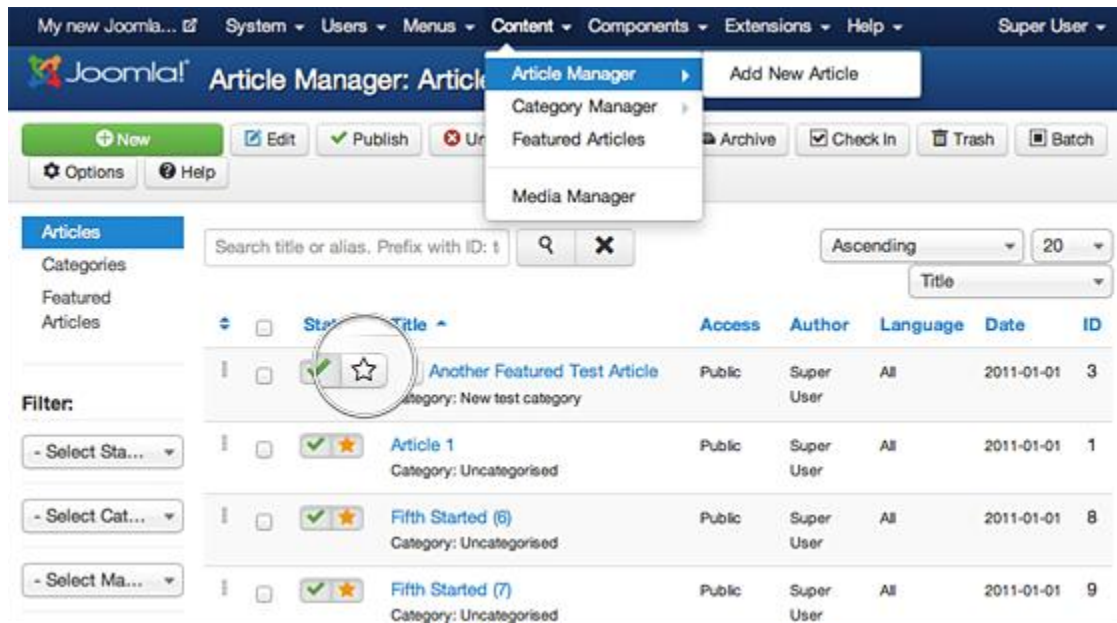 My new Joomla... System Users Menus Content Components Extensions Help Super User
Joomla! Article Manager: Article
Article Manager Add New Article
Category Manager
Featured Articles
Media Manager
New Edit Publish Un Archive Check In Trash Batch
Options Help
Articles
Categories
Featured
Articles
Search title or alias. Prefix with ID: t Ascending 20
Title
Stat Title Access Author Language Date ID
Another Featured Test Article Public Super All 2011-01-01 3
Category: New test category User
Filter:
- Select Sta... Article 1 Public Super All 2011-01-01 1
Category: Uncategorised User
- Select Cat... Fifth Started (6) Public Super All 2011-01-01 8
Category: Uncategorised User
- Select Ma... Fifth Started (7) Public Super All 2011-01-01 9
Category: Uncategorised User